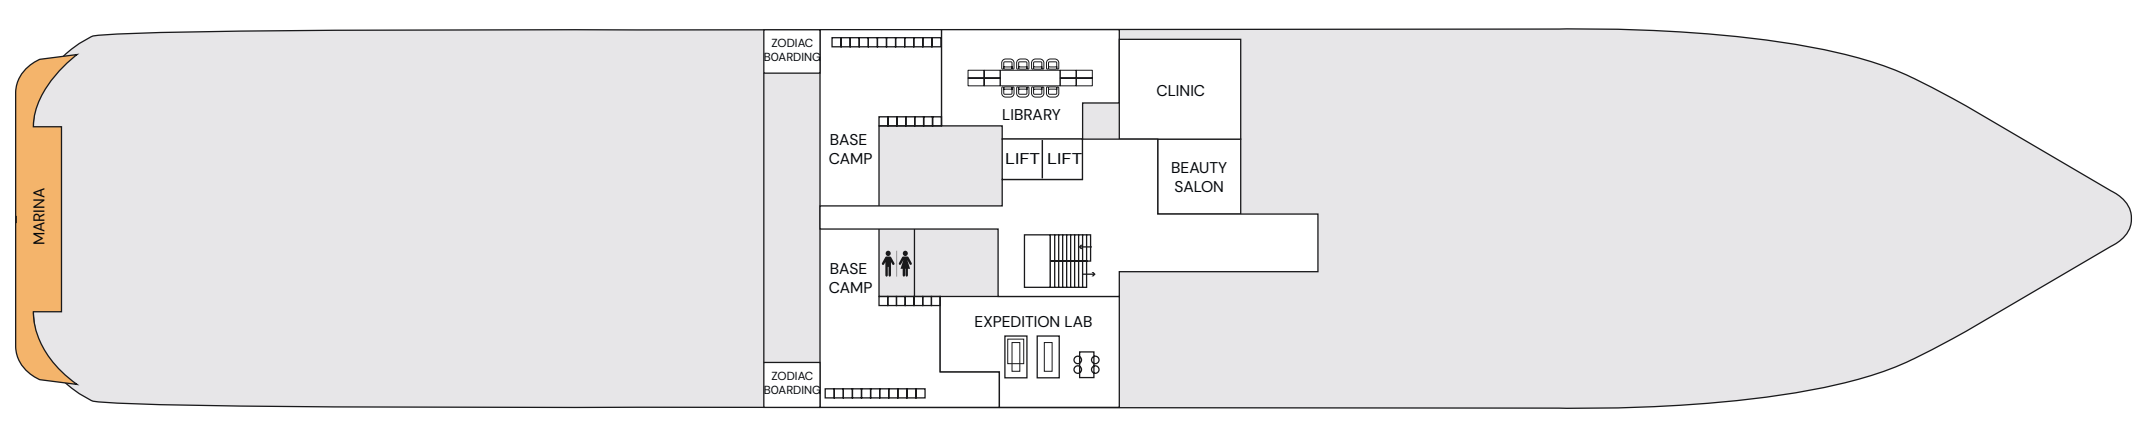 MARINA
ZODIAC
BOARDING
BASE
CAMP
LIBRARY
LIFT
LIFT
CLINIC
BEAUTY
SALON
BASE
CAMP
EXPEDITION LAB
ZODIAC
BOARDING